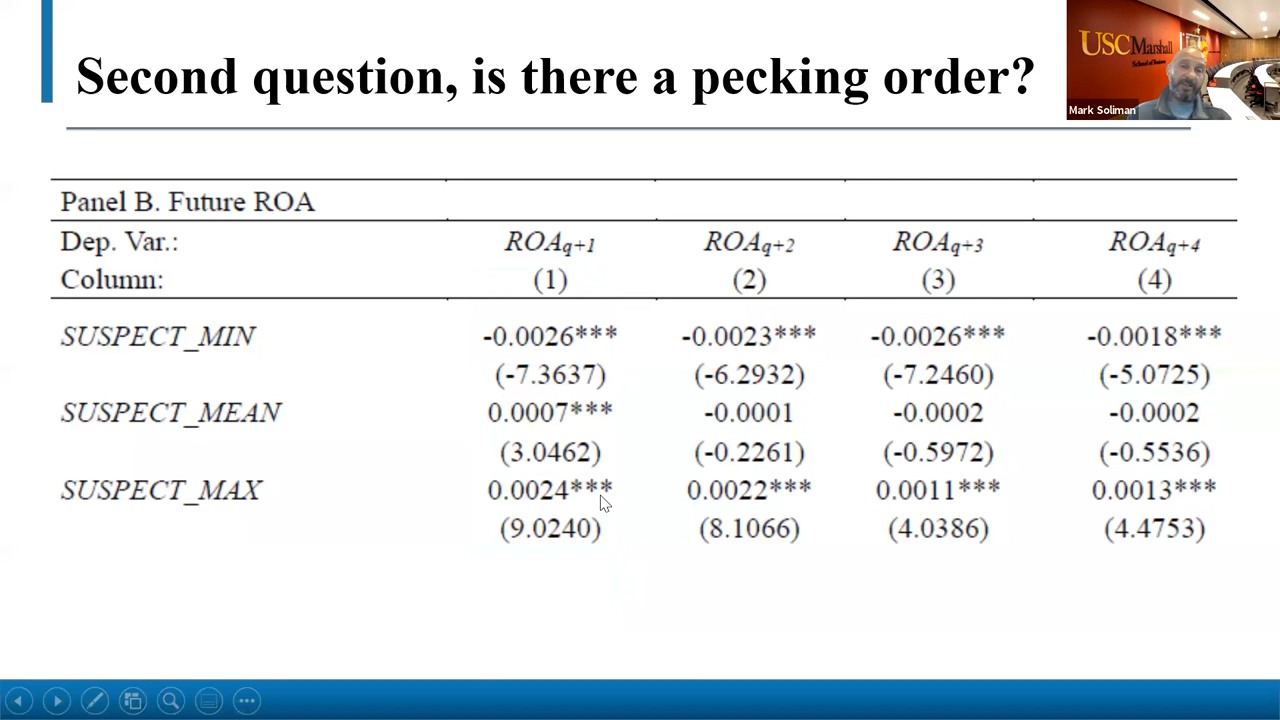 Second question, is there a pecking order?
USC Marshall
School of Business
Mark Soliman
Panel B. Future ROA
Dep. Var.: ROAq+1 ROAq+2 ROAq+3 ROAq+4
Column: (1) (2) (3) (4)
SUSPECT_MIN -0.0026*** -0.0023*** -0.0026*** -0.0018***
(-7.3637) (-6.2932) (-7.2460) (-5.0725)
SUSPECT_MEAN 0.0007*** -0.0001 -0.0002 -0.0002
(3.0462) (-0.2261) (-0.5972) (-0.5536)
SUSPECT_MAX 0.0024*** 0.0022*** 0.0011*** 0.0013***
(9.0240) (8.1066) (4.0386) (4.4753)